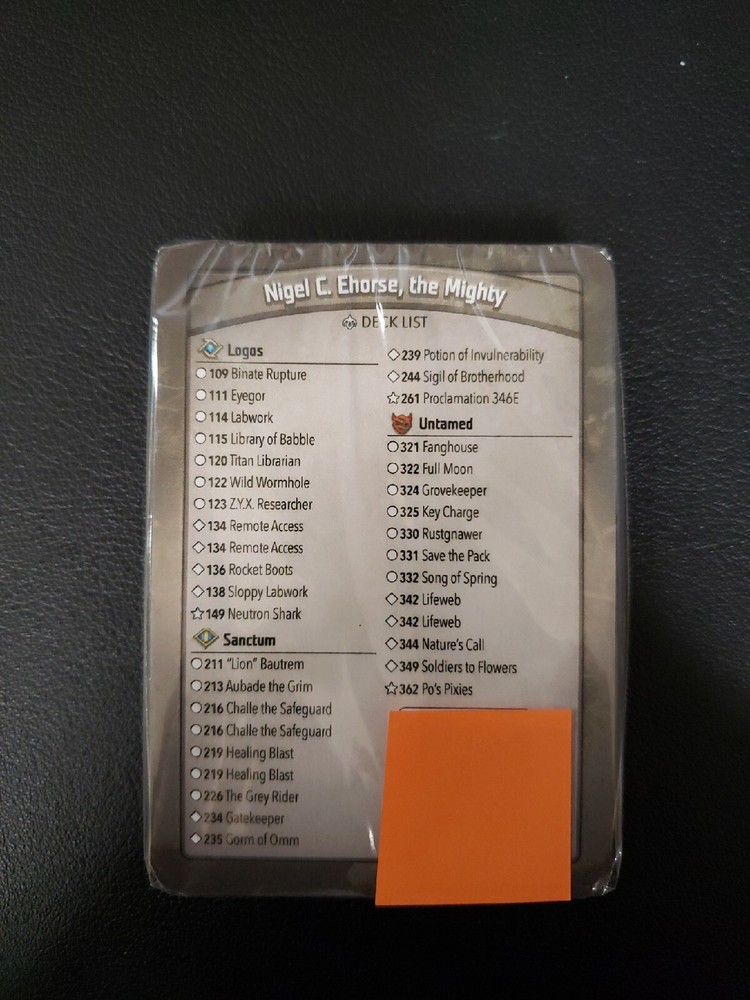 Nigel C. Ehorse, the Mighty
DECK LIST
Logos
109 Binate Rupture
111 Eyegor
114 Labwork
115 Library of Babble
120 Titan Librarian
122 Wild Wormhole
123 Z.Y.X. Researcher
134 Remote Access
134 Remote Access
136 Rocket Boots
138 Sloppy Labwork
149 Neutron Shark
Sanctum
211 "Lion" Bautrem
213 Aubade the Grim
216 Challe the Safeguard
216 Challe the Safeguard
219 Healing Blast
219 Healing Blast
226 The Grey Rider
234 Gatekeeper
235 Gorm of Omm
239 Potion of Invulnerability
244 Sigil of Brotherhood
261 Proclamation 346E
Untamed
321 Fanghouse
322 Full Moon
324 Grovekeeper
325 Key Charge
330 Rustgnawer
331 Save the Pack
332 Song of Spring
342 Lifeweb
342 Lifeweb
344 Nature's Call
349 Soldiers to Flowers
362 Po's Pixies